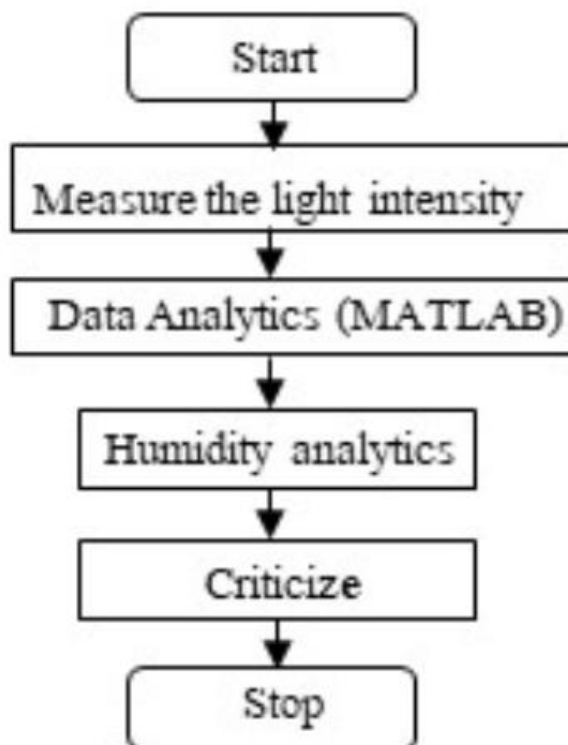 Start
Measure the light intensity
Data Analytics (MATLAB)
Humidity analytics
Criticize
Stop